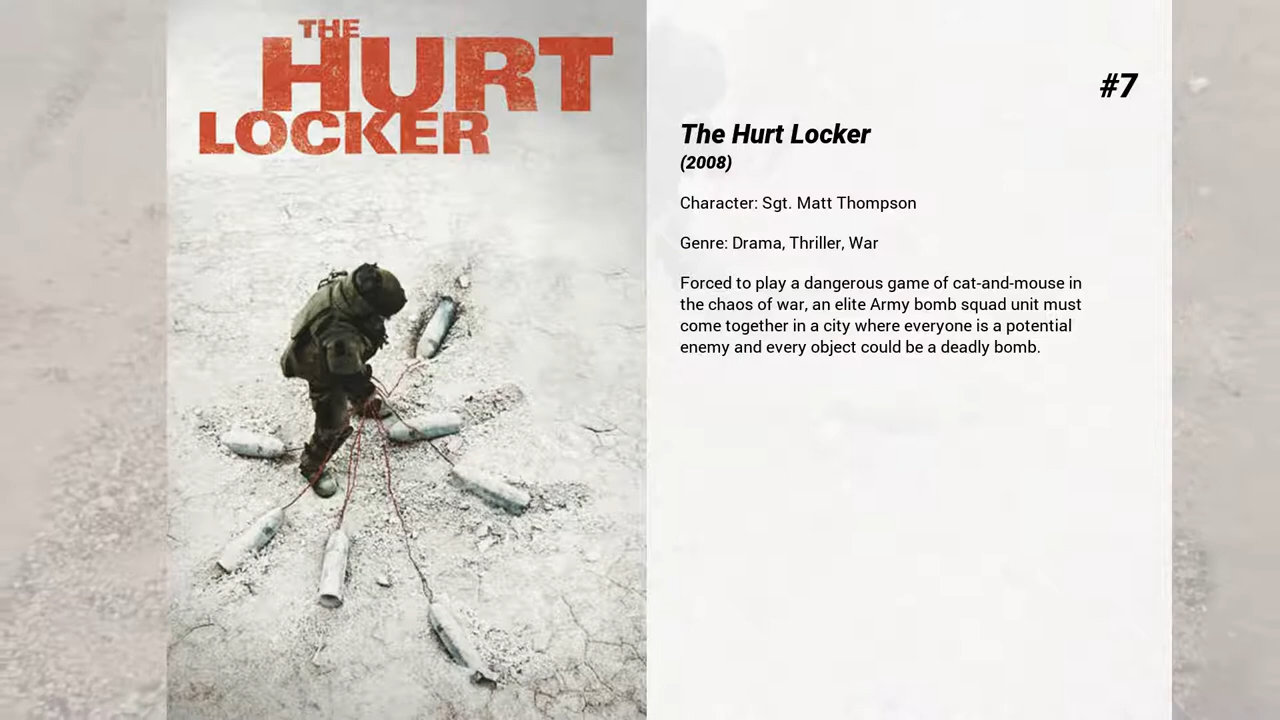 THE
HURT
LOCKER
#7
The Hurt Locker
(2008)
Character: Sgt. Matt Thompson
Genre: Drama, Thriller, War
Forced to play a dangerous game of cat-and-mouse in
the chaos of war, an elite Army bomb squad unit must
come together in a city where everyone is a potential
enemy and every object could be a deadly bomb.